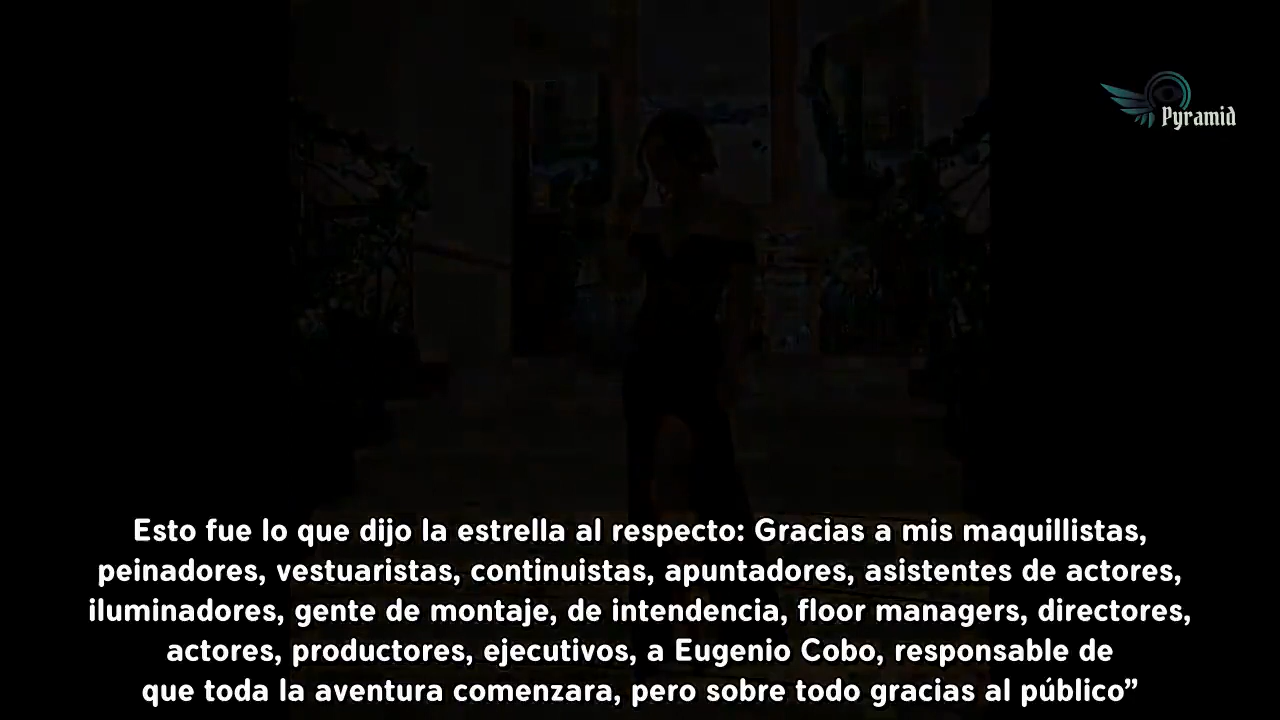 Pyramid
Esto fue lo que dijo la estrella al respecto: Gracias a mis maquillistas,
peinadores, vestuaristas, continuistas, apuntadores, asistentes de actores,
iluminadores, gente de montaje, de intendencia, floor managers, directores,
actores, productores, ejecutivos, a Eugenio Cobo, responsable de
que toda la aventura comenzara, pero sobre todo gracias al público”